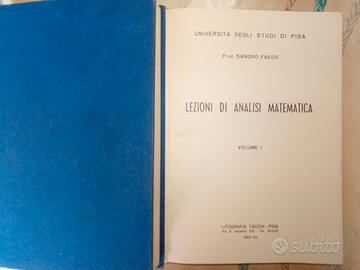 UNIVERSITÀ DEGLI STUDI DI PISA
Prof. SANDRO FAEDO
LEZIONI DI ANALISI MATEMATICA
VOLUME I
LITOGRAFIA TACCHI - PISA
subito